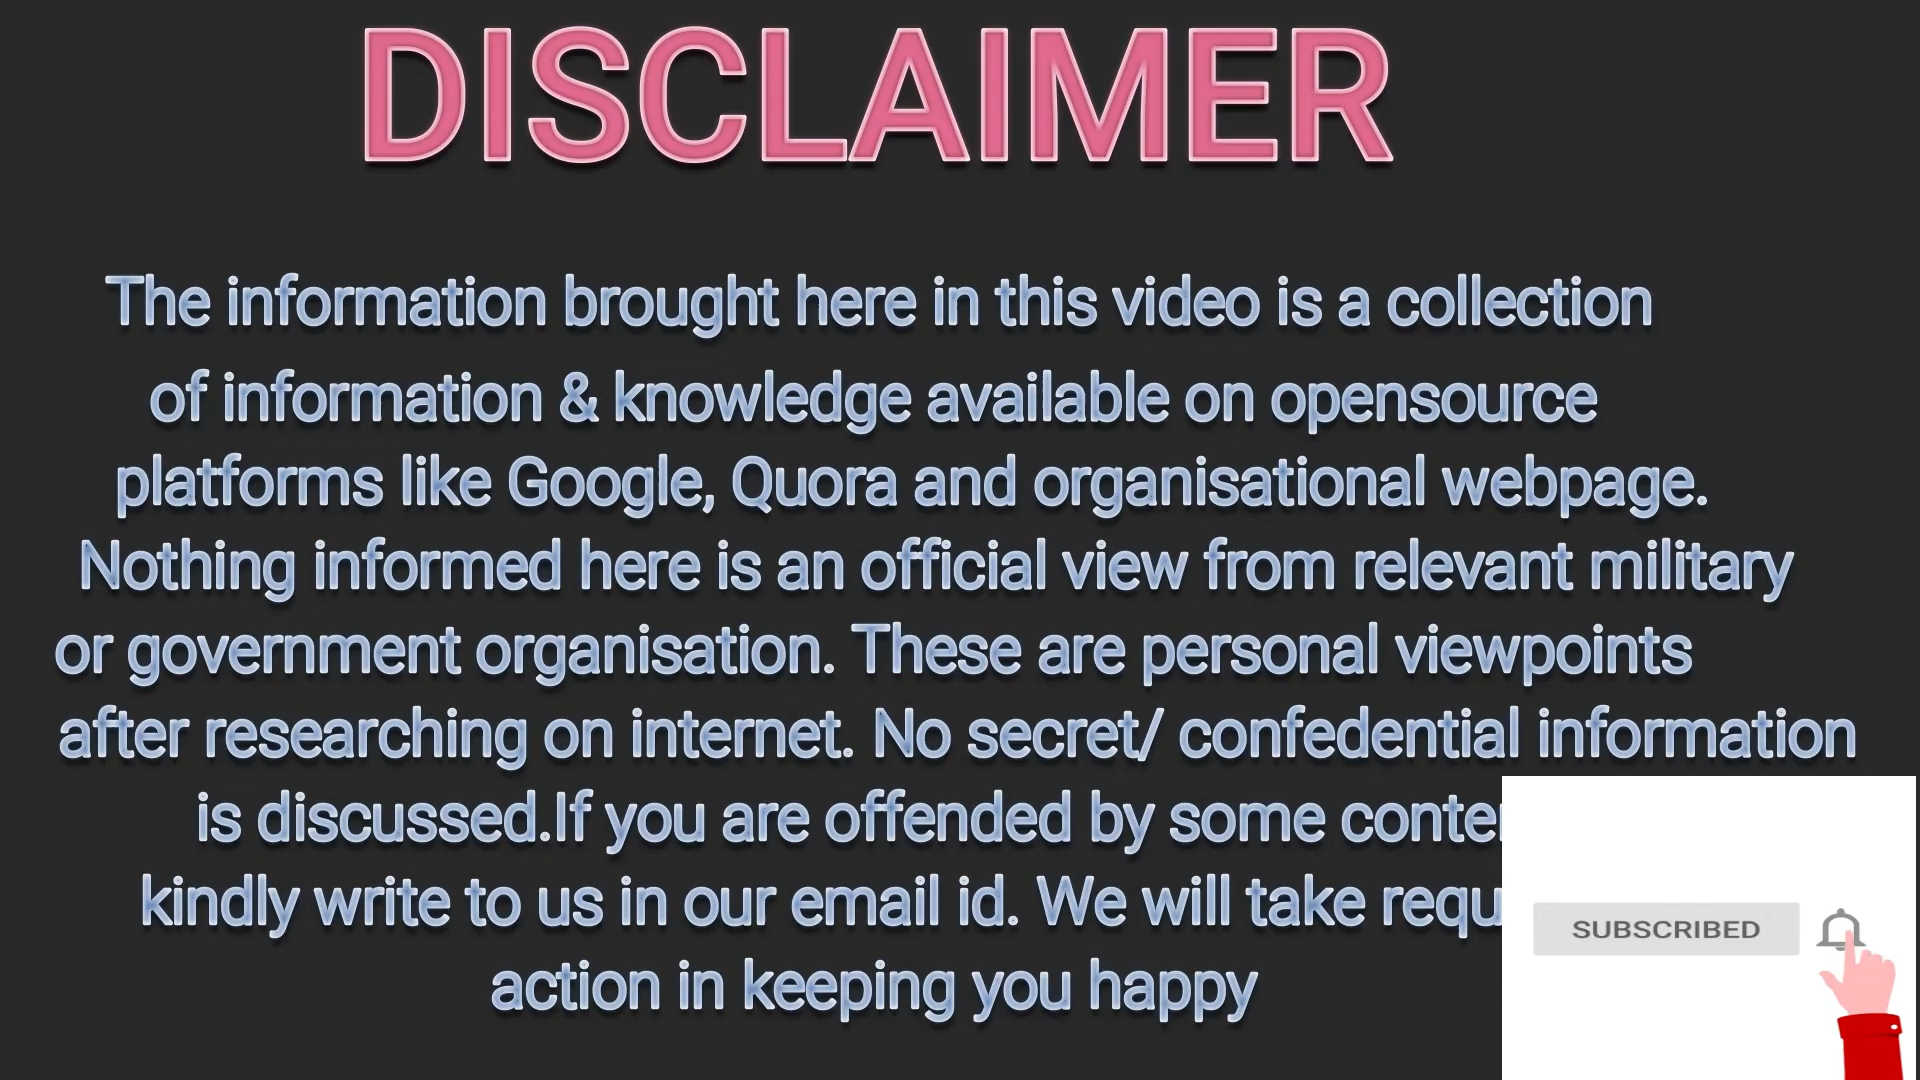 DISCLAIMER
The information brought here in this video is a collection
of information & knowledge available on opensource
platforms like Google, Quora and organisational webpage.
Nothing informed here is an official view from relevant military
or government organisation. These are personal viewpoints
after researching on internet. No secret/ confedential information
is discussed.If you are offended by some
kindly write to us in our email id. We will take
action in keeping you happy
SUBSCRIBED